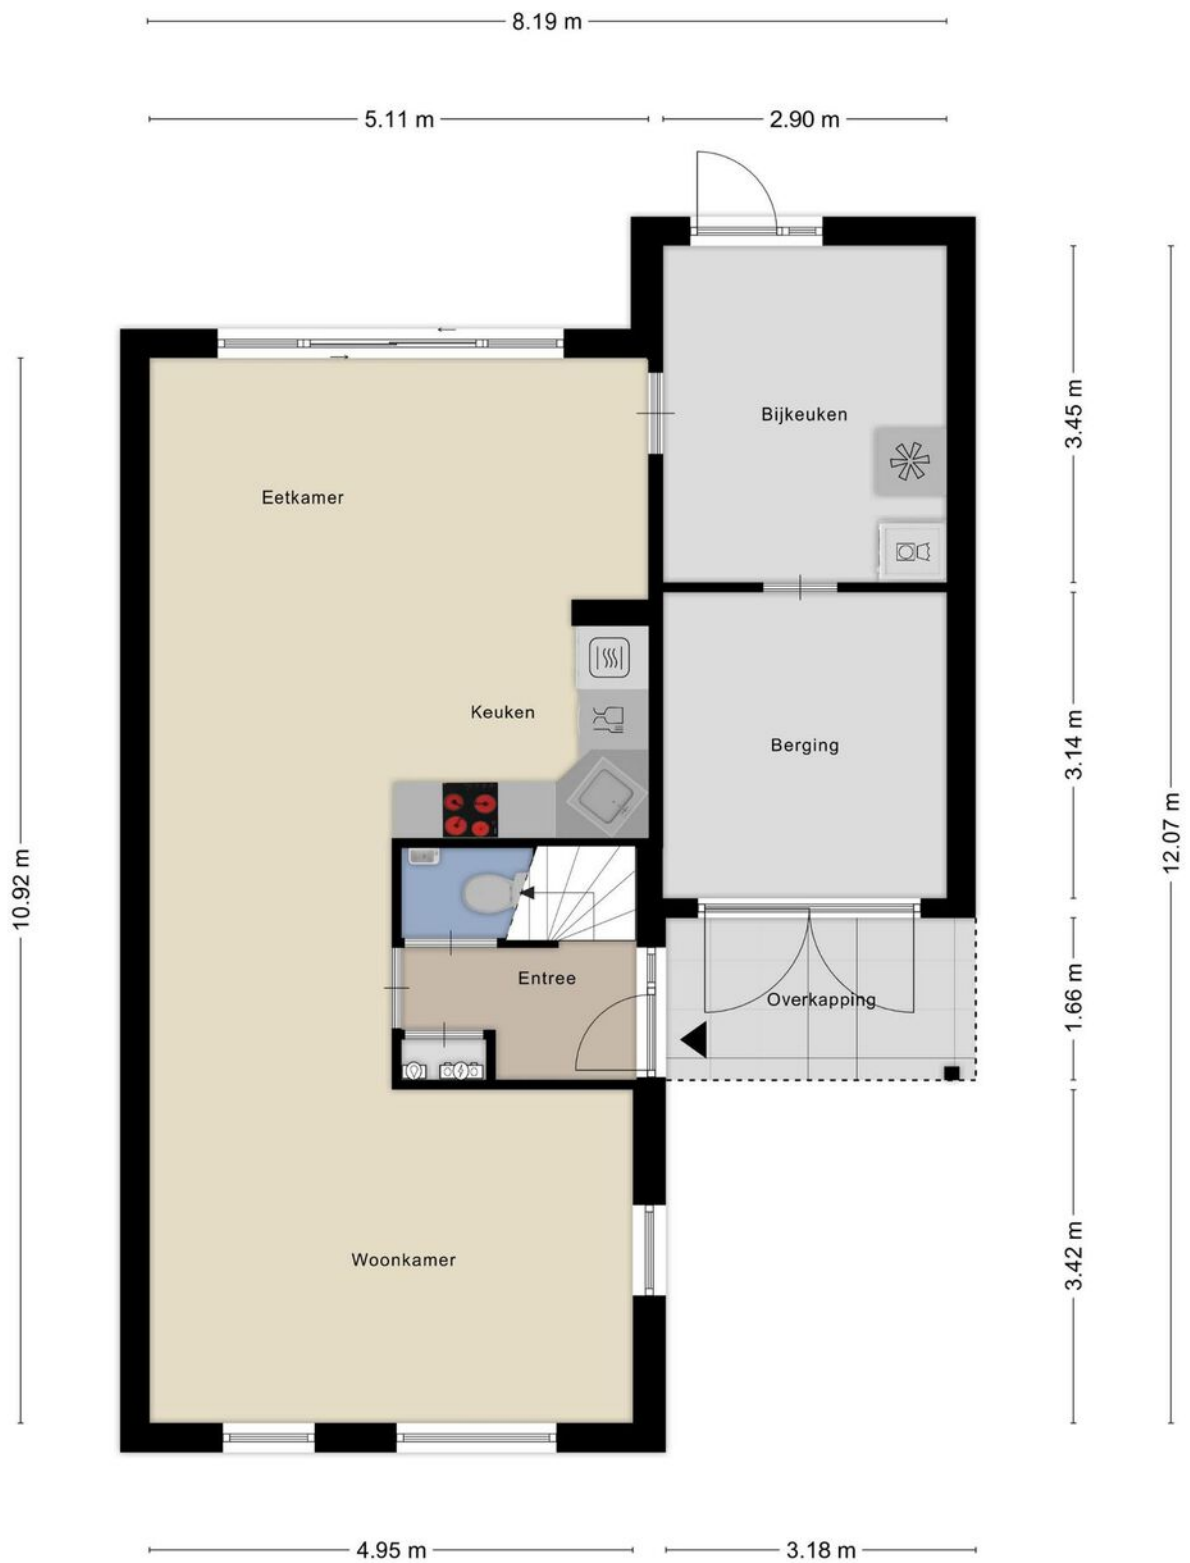 8.19 m
5.11 m
2.90 m
Bijkeuken
3.45 m
Eetkamer
Keuken
Berging
3.14 m
12.07 m
10.92 m
Entree
Overkapping
1.66 m
Woonkamer
3.42 m
4.95 m
3.18 m